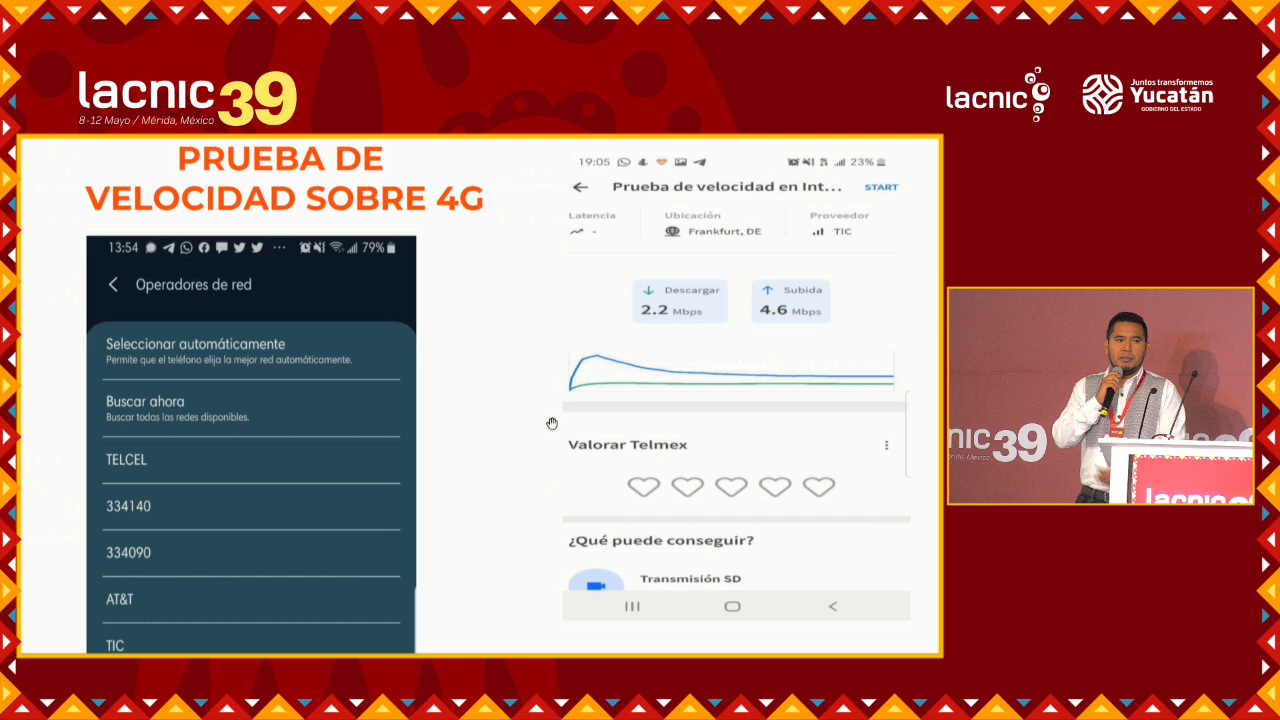 lacnic 39
8-12 Mayo / Mérida, México
lacnic
Juntos transformemos
Yucatán
GOBIERNO DEL ESTADO
PRUEBA DE
VELOCIDAD SOBRE 4G
13:54
79%
Operadores de red
Seleccionar automáticamente
Permite que el teléfono elija la mejor red automáticamente.
Buscar ahora
Buscar todas las redes disponibles.
TELCEL
334140
334090
AT&T
TIC
19:05
23%
Prueba de velocidad en Int...
START
Latencia
Ubicación
Proveedor
-
Frankfurt, DE
TIC
Descargar
2.2 Mbps
Subida
4.6 Mbps
Valorar Telmex
¿Qué puede conseguir?
Transmisión SD
nic 39
lacnic